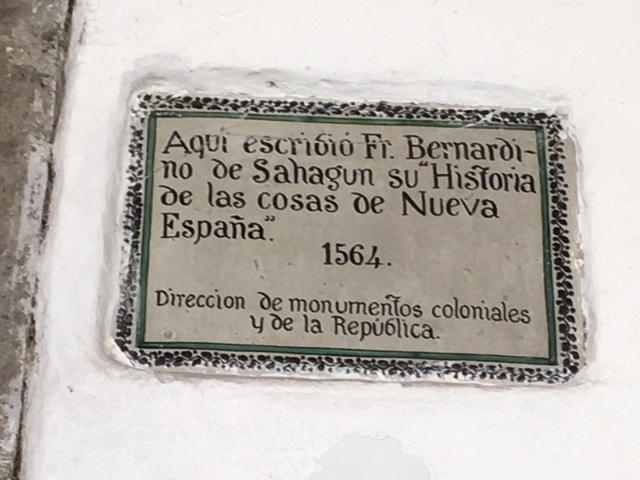 Aquí escribió Fr. Bernardi-
no de Sahagun su "Historia
de las cosas de Nueva
España".
1564.
Direccion de monumentos coloniales
y de la República.